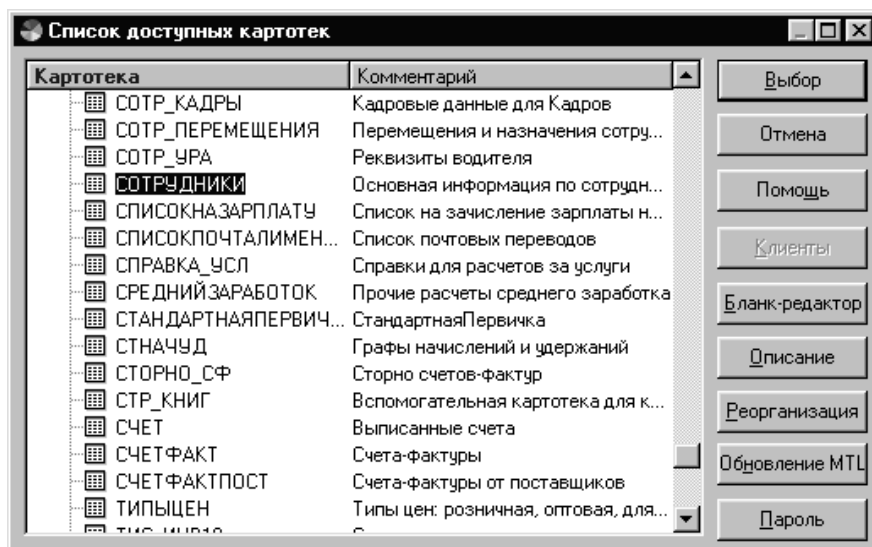 Список доступных картотек
Картотека Комментарий
СОТР_КАДРЫ Кадровые данные для Кадров
СОТР_ПЕРЕМЕЩЕНИЯ Перемещения и назначения сотру...
СОТР_УРА Реквизиты водителя
СОТРУДНИКИ Основная информация по сотрудн...
СПИСОКНАЗАРПЛАТУ Список на зачисление зарплаты н...
СПИСОКПОЧТАЛИМЕН... Список почтовых переводов
СПРАВКА_УСЛ Справки для расчетов за услуги
СРЕДНИЙЗАРАБОТОК Прочие расчеты среднего заработка
СТАНДАРТНАЯПЕРВИЧ... СтандартнаяПервичка
СТНАЧУД Графы начислений и удержаний
СТОРНО_СФ Сторно счетов-фактур
СТР_КНИГ Вспомогательная картотека для к...
СЧЕТ Выписанные счета
СЧЕТФАКТ Счета-фактуры
СЧЕТФАКТПОСТ Счета-фактуры от поставщиков
ТИПЫЦЕН Типы цен: розничная, оптовая, для...
Выбор
Отмена
Помощь
Клиенты
Бланк-редактор
Описание
Реорганизация
Обновление MTL
Пароль